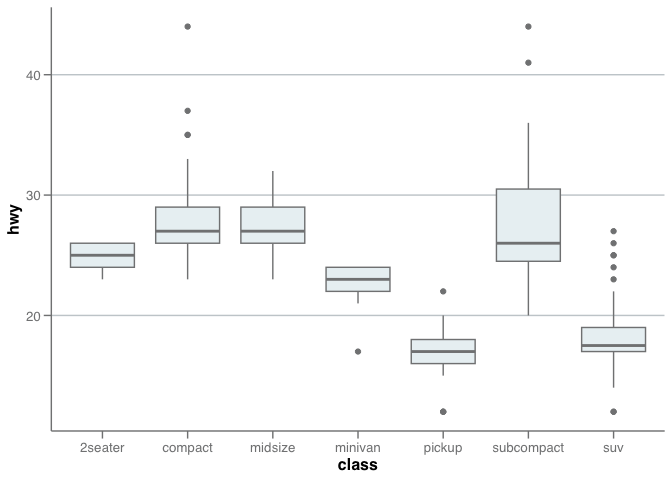 40
30
20
hwy
2seater compact midsize minivan pickup subcompact suv
class